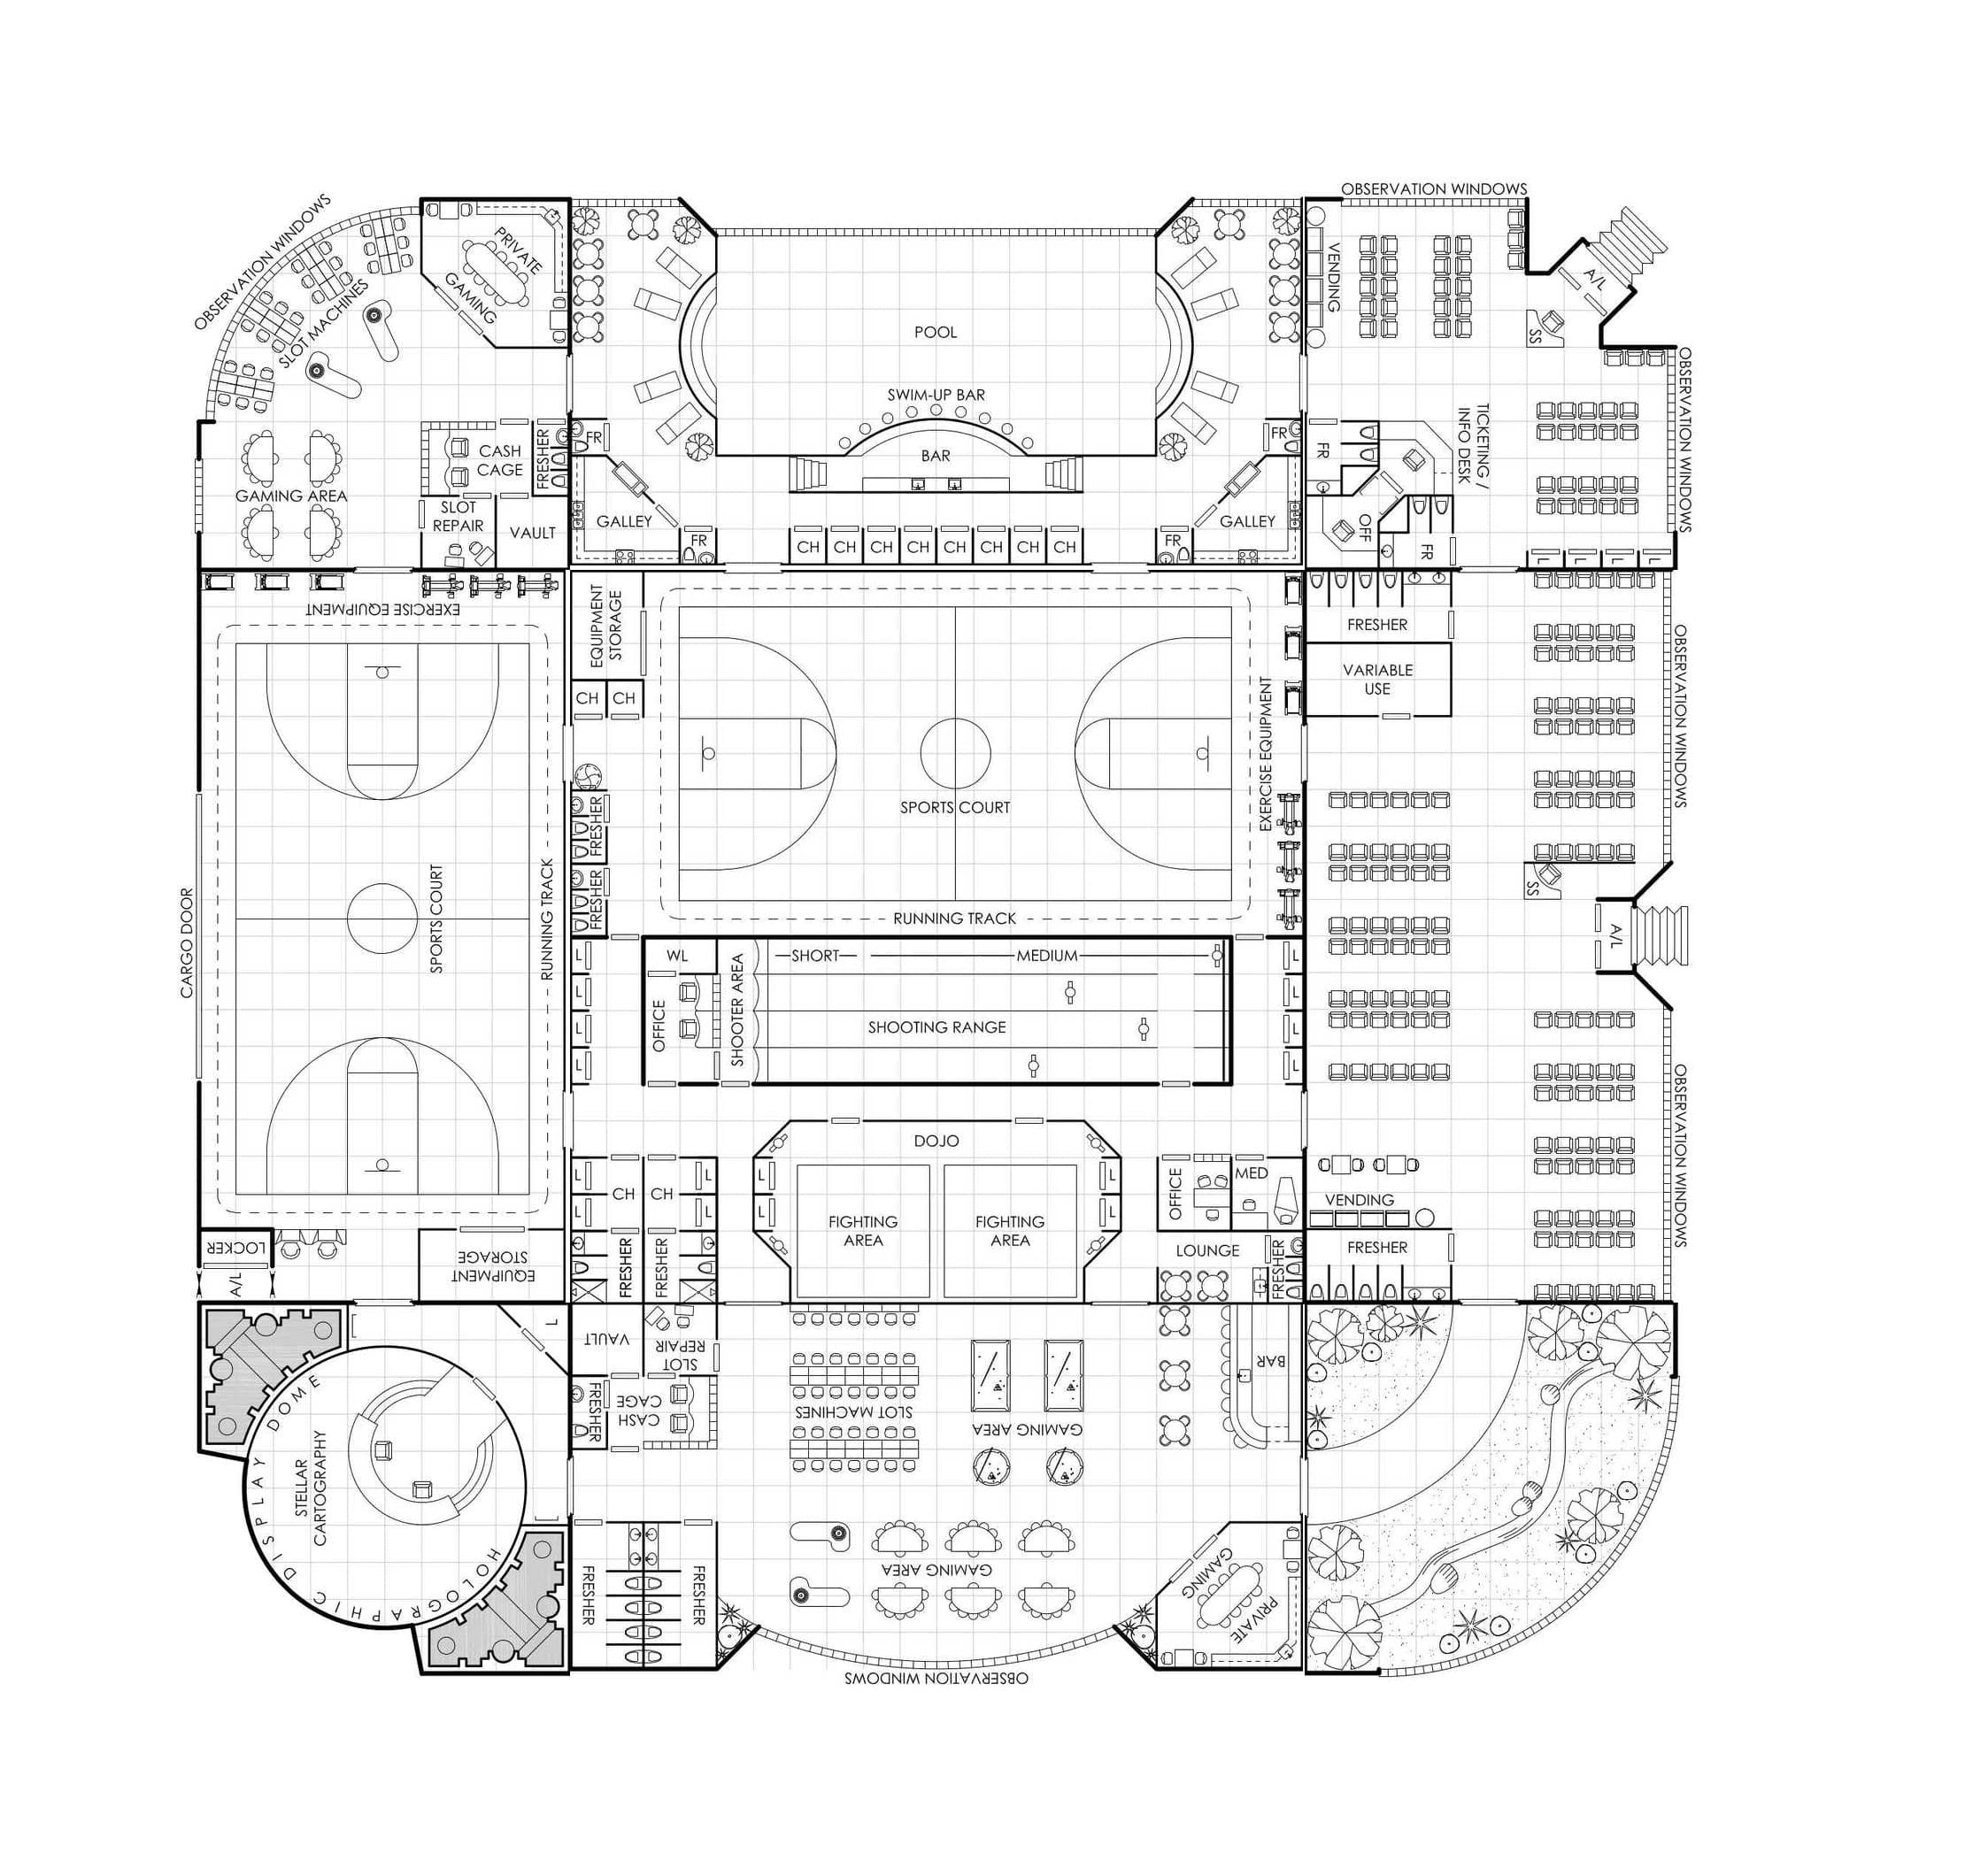 OBSERVATION WINDOWS
SLOT MACHINES
PRIVATE
GAMING
GAMING AREA
CASH
CAGE
FRESHER
SLOT
REPAIR
VAULT
POOL
SWIM-UP BAR
BAR
FR
FR
GALLEY
GALLEY
FR
FR
CH
CH
CH
CH
CH
CH
CH
CH
OBSERVATION WINDOWS
VENDING
A/L
SS
OBSERVATION WINDOWS
TICKETING /
INFO DESK
FR
OFF
FR
L
L
L
L
EXERCISE EQUIPMENT
SPORTS COURT
RUNNING TRACK
CARGO DOOR
LOCKER
A/L
EQUIPMENT
STORAGE
EQUIPMENT
STORAGE
CH
CH
FRESHER
FRESHER
SPORTS COURT
RUNNING TRACK
EXERCISE EQUIPMENT
FRESHER
VARIABLE
USE
OBSERVATION WINDOWS
SS
A/L
OBSERVATION WINDOWS
L
L
L
L
WL
OFFICE
SHOOTER AREA
SHORT
MEDIUM
SHOOTING RANGE
L
L
L
L
DOJO
FIGHTING
AREA
FIGHTING
AREA
L
L
L
L
L
L
CH
CH
L
L
FRESHER
FRESHER
OFFICE
MED
LOUNGE
FRESHER
VENDING
FRESHER
HOLOGRAPHIC DISPLAY DOME
STELLAR
CARTOGRAPHY
L
VAULT
SLOT
REPAIR
FRESHER
CASH
CAGE
SLOT MACHINES
GAMING AREA
BAR
FRESHER
FRESHER
GAMING AREA
PRIVATE
GAMING
OBSERVATION WINDOWS